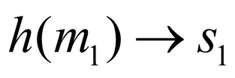 h(m₁) → s₁